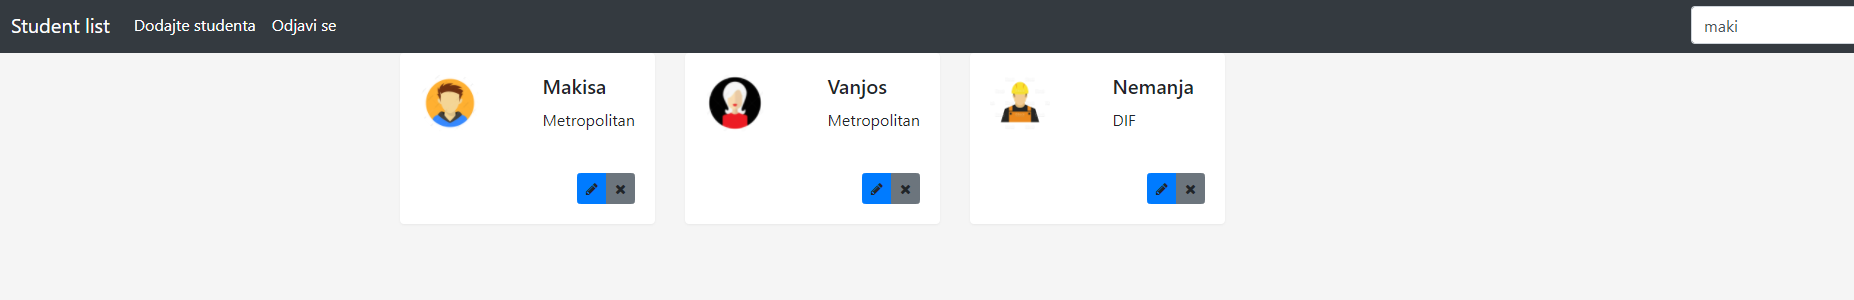 Student list Dodajte studenta Odjavi se maki
Makisa
Metropolitan
Vanjos
Metropolitan
Nemanja
DIF